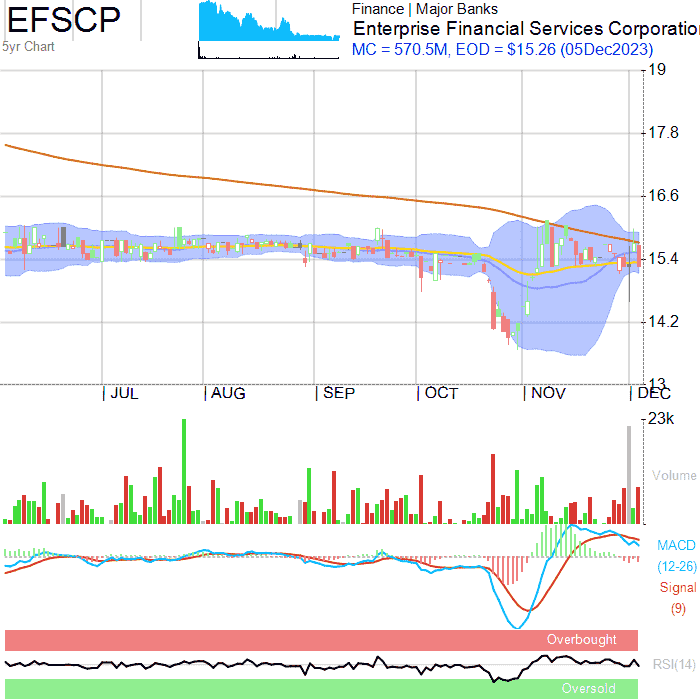 EFSCP
5yr Chart
Finance | Major Banks
Enterprise Financial Services Corporation
MC = 570.5M, EOD = $15.26 (05Dec2023)
19
17.8
16.6
15.4
14.2
13
JUL AUG SEP OCT NOV DEC
23k
Volume
MACD
(12-26)
Signal
(9)
Overbought
RSI(14)
Oversold